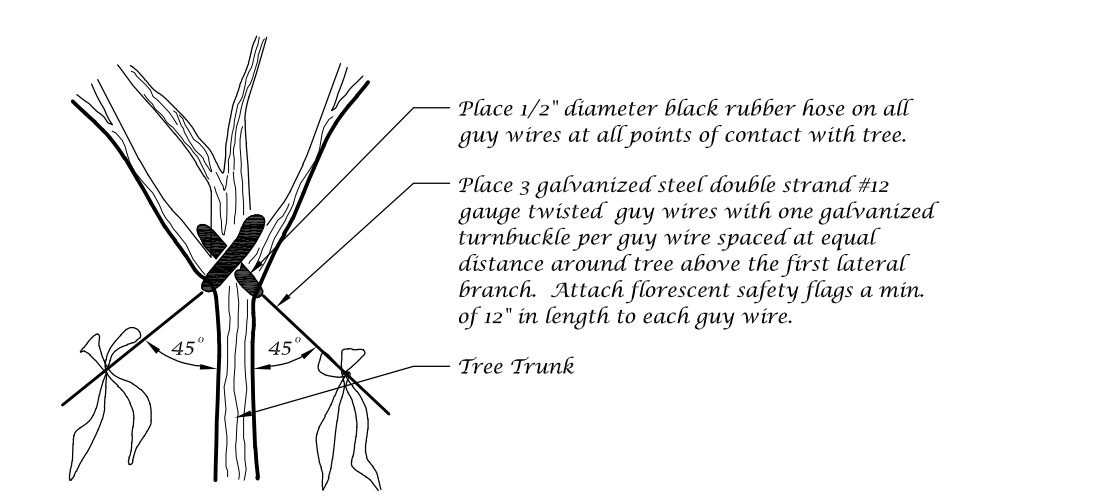 Place 1/2" diameter black rubber hose on all
guy wires at all points of contact with tree.
Place 3 galvanized steel double strand #12
gauge twisted guy wires with one galvanized
turnbuckle per guy wire spaced at equal
distance around tree above the first lateral
branch. Attach florescent safety flags a min.
of 12" in length to each guy wire.
45° 45°
Tree Trunk